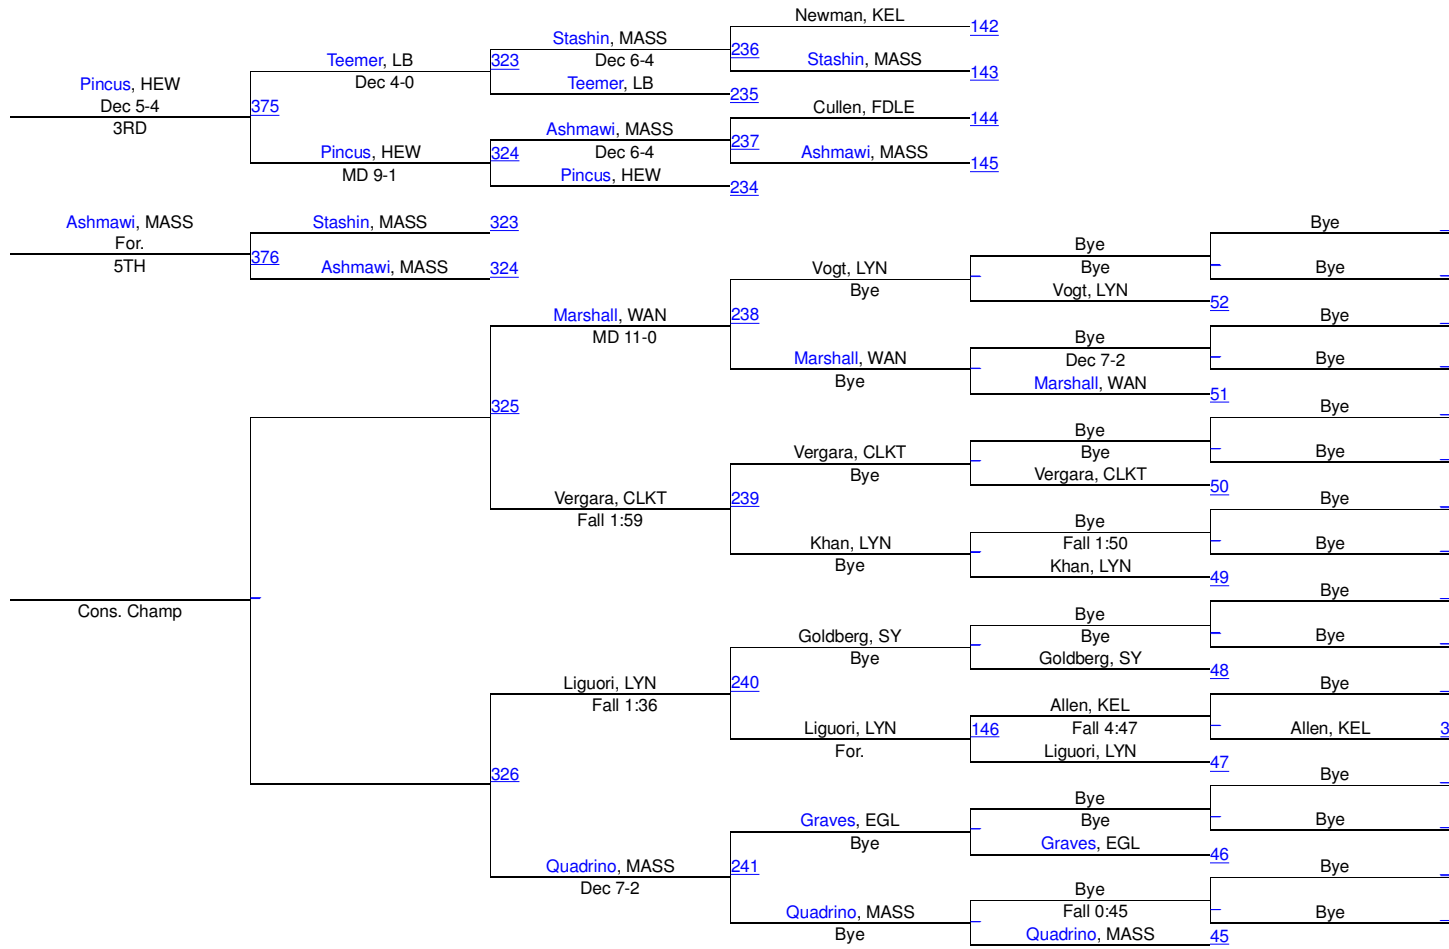 Newman, KEL
142
Stashin, MASS
236
Teemer, LB
323
Dec 6-4
Stashin, MASS
143
Pincus, HEW
Dec 4-0
Teemer, LB
235
Dec 5-4
375
Cullen, FDLE
144
3RD
Ashmawi, MASS
237
Pincus, HEW
324
Dec 6-4
Ashmawi, MASS
145
MD 9-1
Pincus, HEW
234
Ashmawi, MASS
Stashin, MASS
323
Bye
For.
376
Bye
5TH
Ashmawi, MASS
324
Vogt, LYN
Bye
Bye
Bye
Vogt, LYN
52
Marshall, WAN
238
Bye
MD 11-0
Bye
Marshall, WAN
Dec 7-2
Bye
Bye
Marshall, WAN
51
325
Bye
Bye
Vergara, CLKT
Bye
Bye
Bye
Vergara, CLKT
50
Vergara, CLKT
239
Bye
Fall 1:59
Bye
Khan, LYN
Fall 1:50
Bye
Bye
Khan, LYN
49
Bye
Cons. Champ
Bye
Goldberg, SY
Bye
Bye
Bye
Goldberg, SY
48
Liguori, LYN
240
Bye
Fall 1:36
Allen, KEL
Liguori, LYN
146
Fall 4:47
Allen, KEL
3
For.
Liguori, LYN
47
326
Bye
Bye
Graves, EGL
Bye
Bye
Bye
Graves, EGL
46
Quadrino, MASS
241
Bye
Dec 7-2
Bye
Quadrino, MASS
Fall 0:45
Bye
Bye
Quadrino, MASS
45